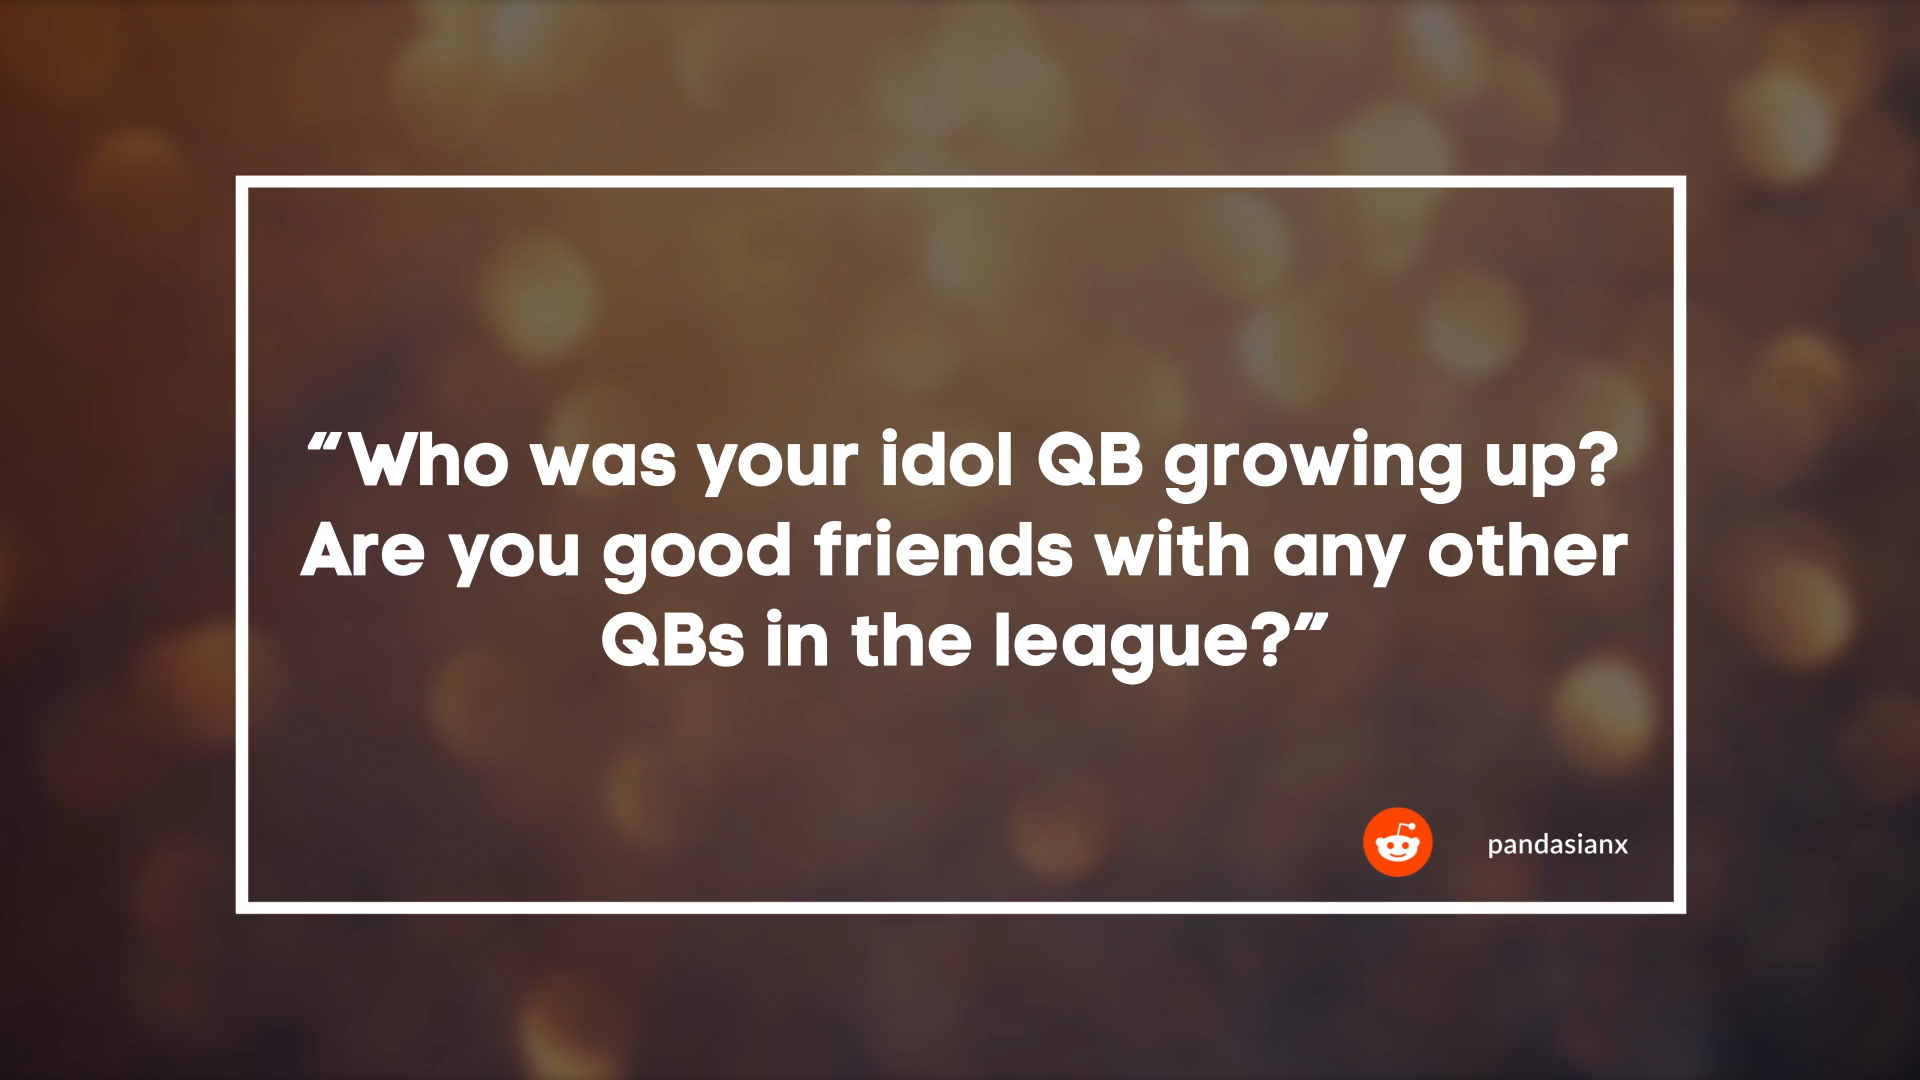 “Who was your idol QB growing up?
Are you good friends with any other
QBs in the league?”
pandasianx